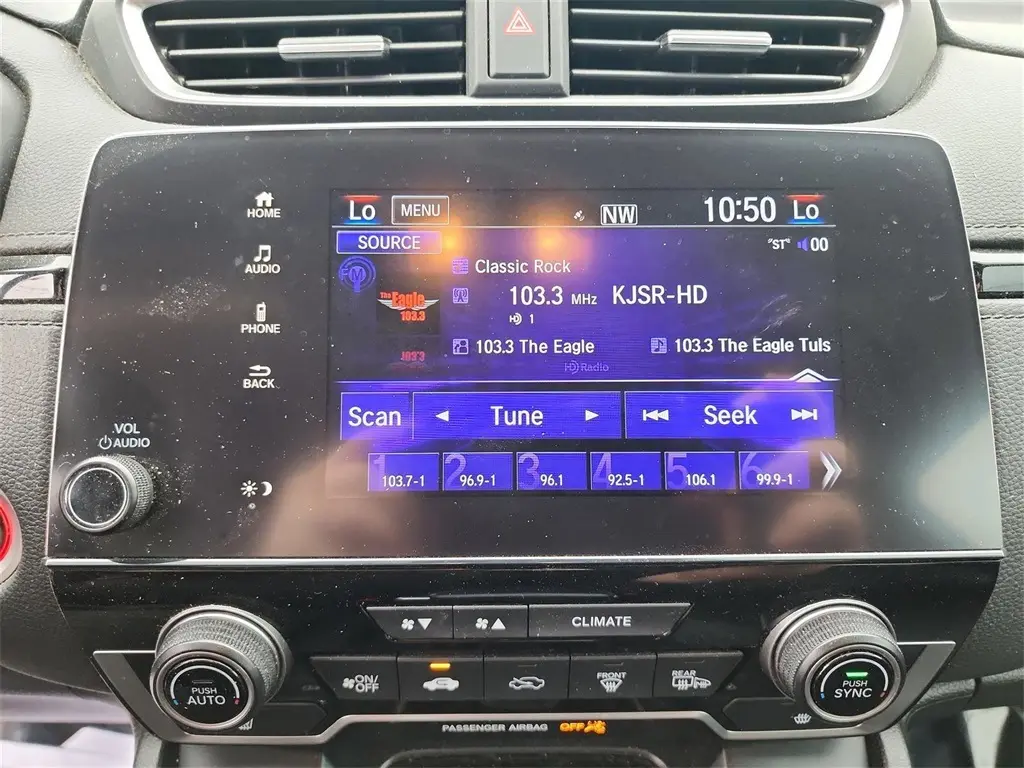 HOME
AUDIO
PHONE
BACK
VOL
AUDIO
Lo MENU NW 10:50 Lo
SOURCE "ST" 00
FM
Classic Rock
The Eagle 103.3
103.3 MHz KJSR-HD
HD 1
103.3 The Eagle 103.3 The Eagle Tuls
HD Radio
Scan Tune Seek
1 2 3 4 5 6
103.7-1 96.9-1 96.1 92.5-1 106.1 99.9-1
CLIMATE
ON/OFF FRONT REAR
PUSH AUTO
PUSH SYNC
PASSENGER AIRBAG OFF